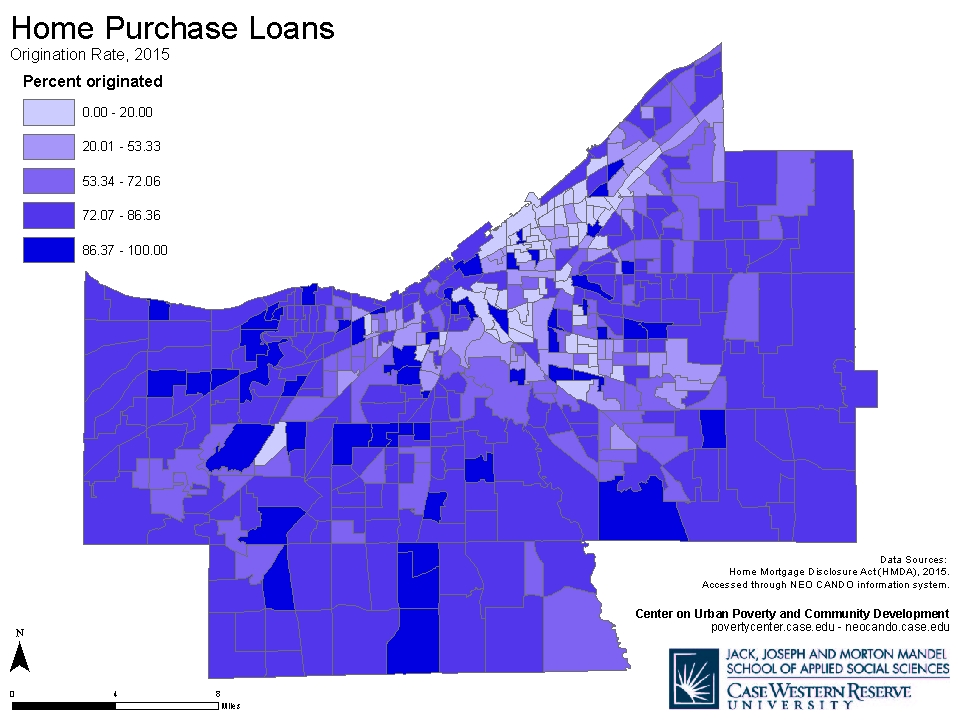 Home Purchase Loans
Origination Rate, 2015
Percent originated
0.00 - 20.00
20.01 - 53.33
53.34 - 72.06
72.07 - 86.36
86.37 - 100.00
Data Sources:
Home Mortgage Disclosure Act (HMDA), 2015.
Accessed through NEO CANDO information system.
Center on Urban Poverty and Community Development
povertycenter.case.edu - neocando.case.edu
N
0 4 8
Miles
JACK, JOSEPH AND MORTON MANDEL
SCHOOL OF APPLIED SOCIAL SCIENCES
CASE WESTERN RESERVE
UNIVERSITY